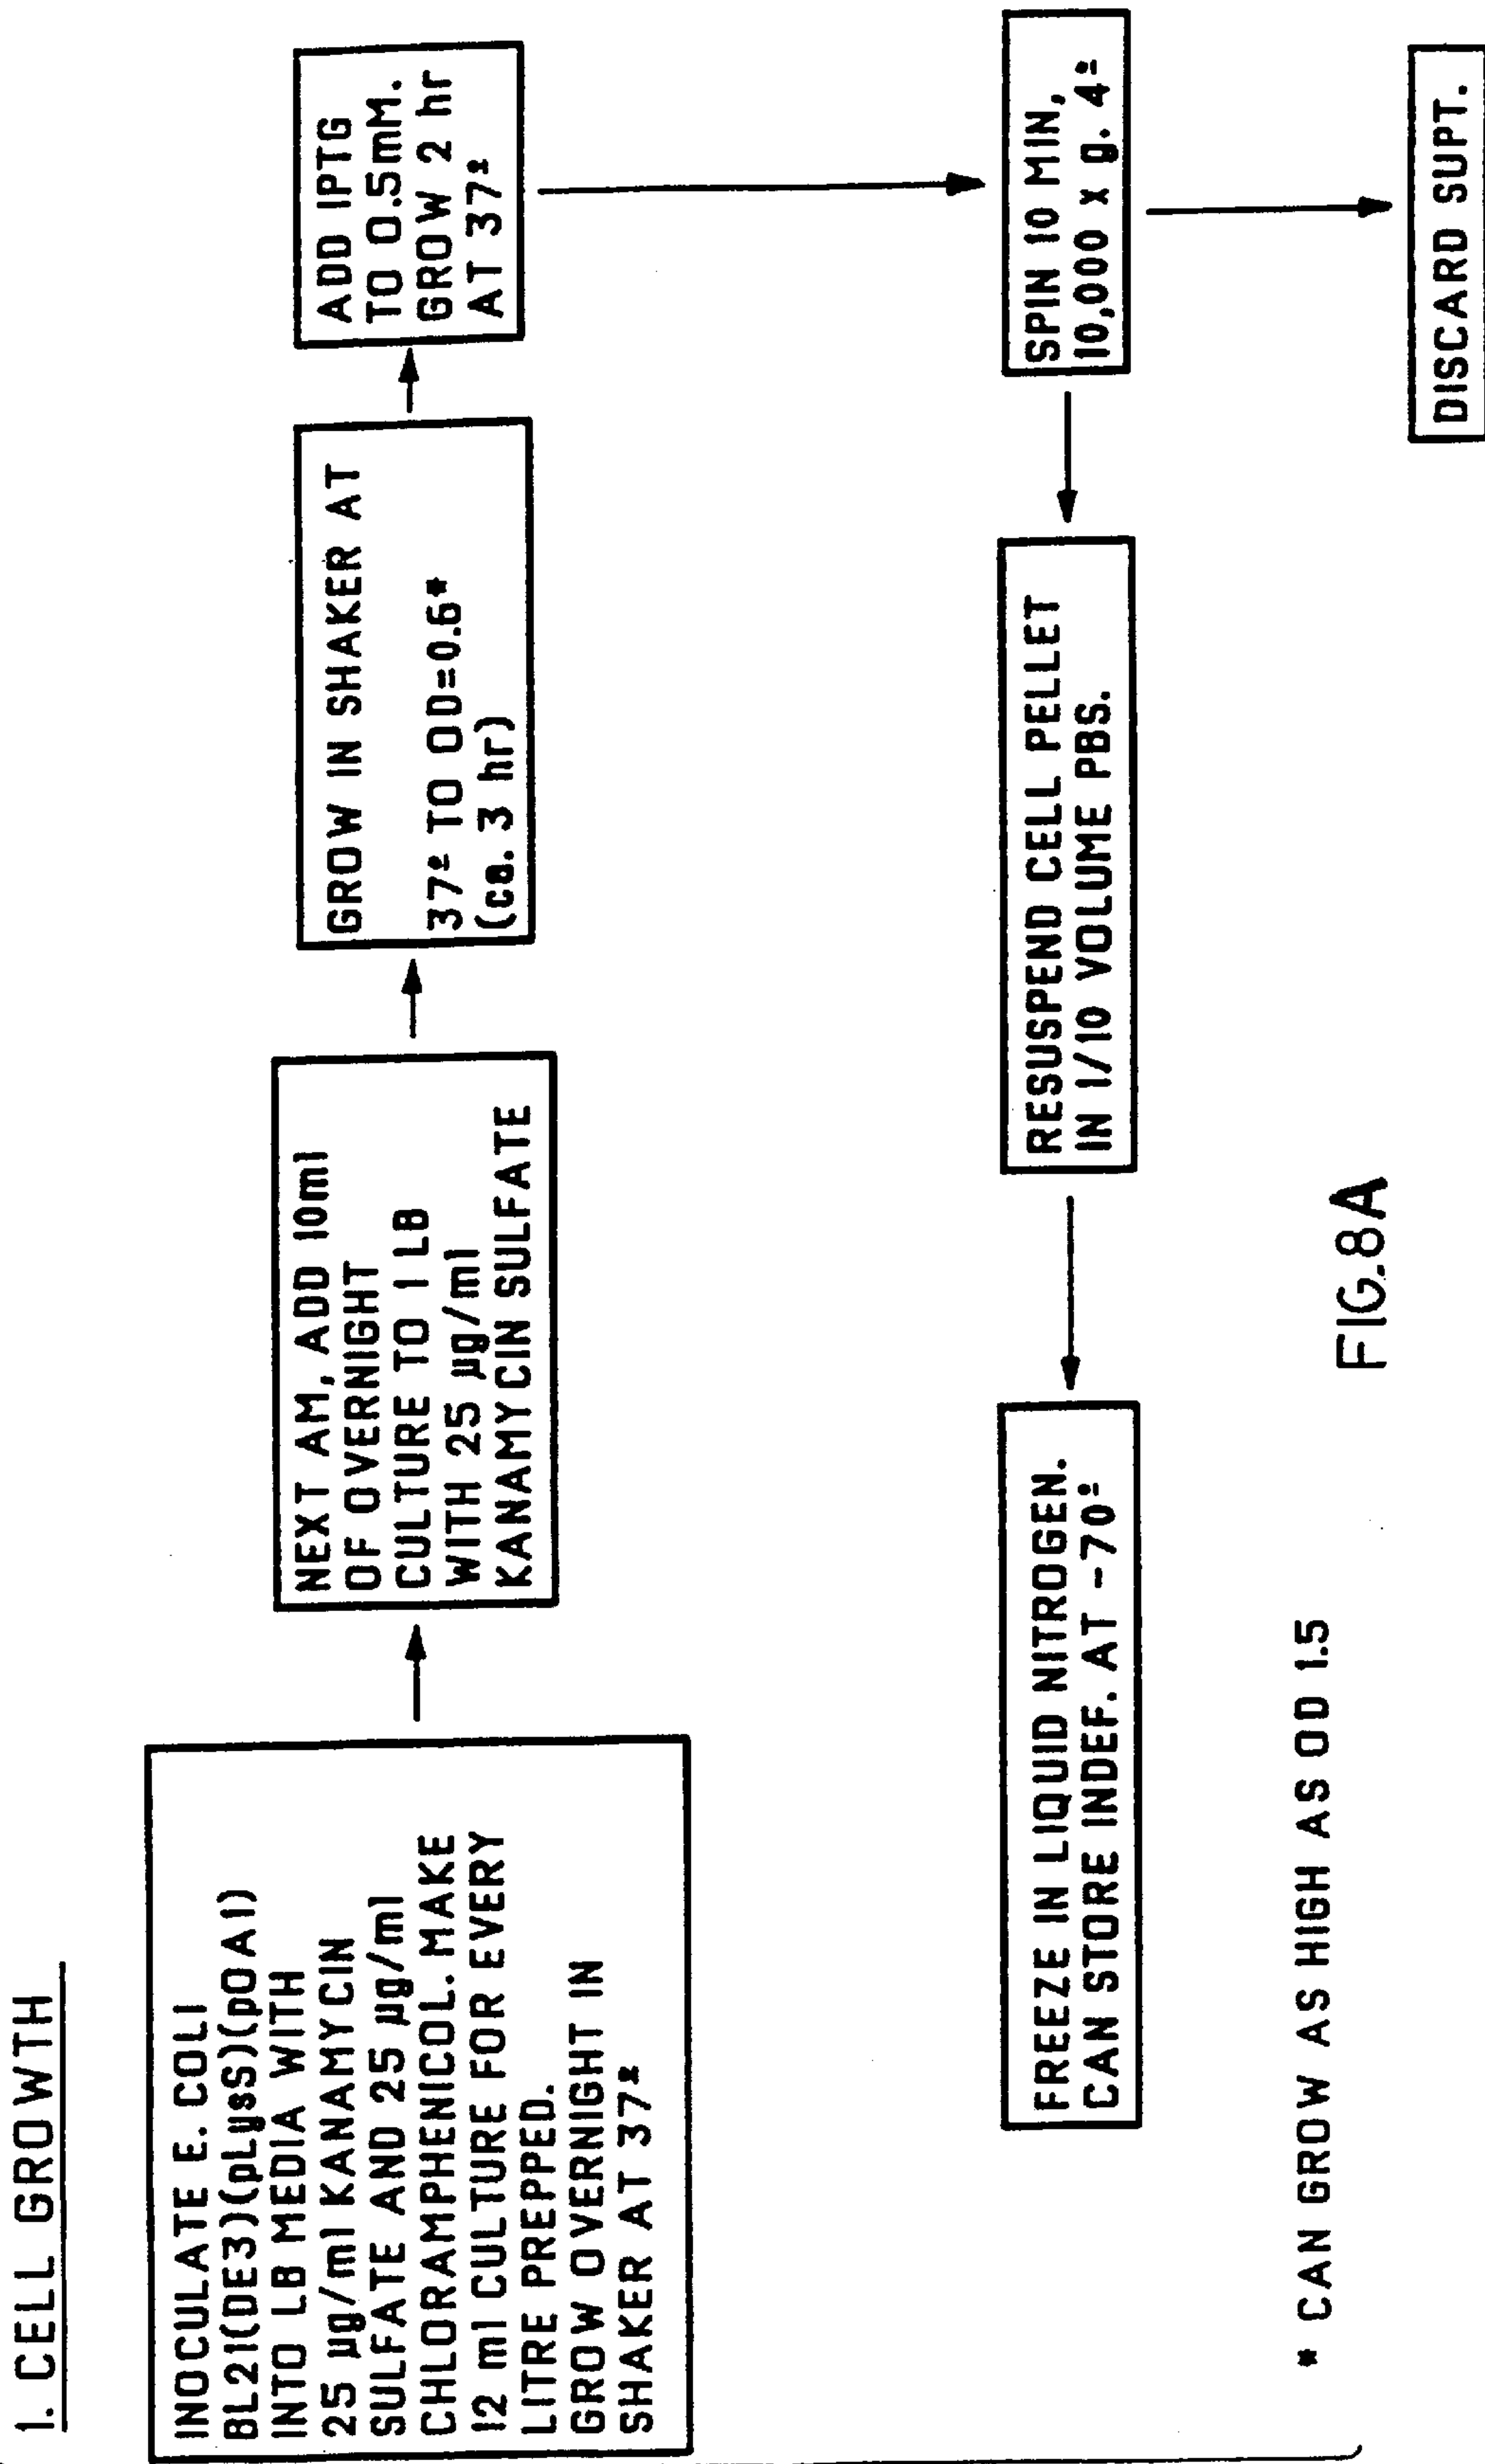 1. CELL GROWTH
INOCULATE E. COLI
BL21(DE3)(pLysS)(pOA1)
INTO LB MEDIA WITH
25 µg/ml KANAMYCIN
SULFATE AND 25 µg/ml
CHLORAMPHENICOL. MAKE
12 ml CULTURE FOR EVERY
LITRE PREPPED.
GROW OVERNIGHT IN
SHAKER AT 37º
NEXT AM, ADD 10ml
OF OVERNIGHT
CULTURE TO 1 LB
WITH 25 µg/ml
KANAMYCIN SULFATE
GROW IN SHAKER AT
37º TO OD=0.6*
(ca. 3 hr)
ADD IPTG
TO 0.5mM.
GROW 2 hr
AT 37º
SPIN 10 MIN,
10,000 x g. 4º
DISCARD SUPT.
RESUSPEND CELL PELLET
IN 1/10 VOLUME PBS.
FREEZE IN LIQUID NITROGEN.
CAN STORE INDEF. AT -70º
* CAN GROW AS HIGH AS OD 1.5
FIG.8A